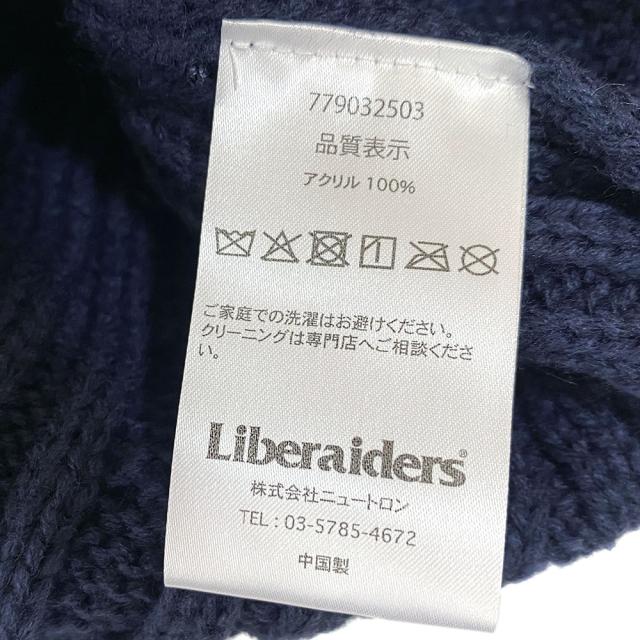 779032503
品質表示
アクリル 100%
ご家庭での洗濯はお避けください。
クリーニングは専門店へご相談くださ
い。
Liberaiders®
株式会社ニュートロン
TEL : 03-5785-4672
中国製